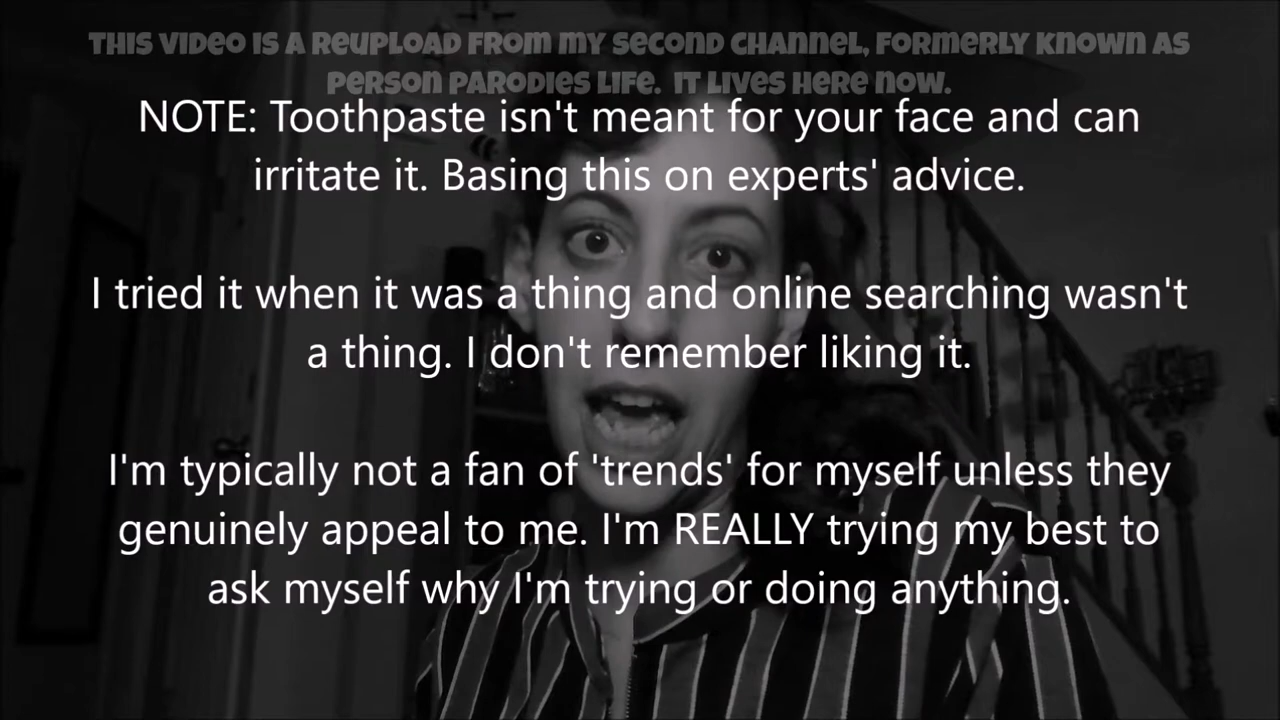 THIS VIDEO IS A REUPLOAD FROM MY SECOND CHANNEL, FORMERLY KNOWN AS
PERSON PARODIES LIFE. IT LIVES HERE NOW.
NOTE: Toothpaste isn't meant for your face and can
irritate it. Basing this on experts' advice.
I tried it when it was a thing and online searching wasn't
a thing. I don't remember liking it.
I'm typically not a fan of 'trends' for myself unless they
genuinely appeal to me. I'm REALLY trying my best to
ask myself why I'm trying or doing anything.